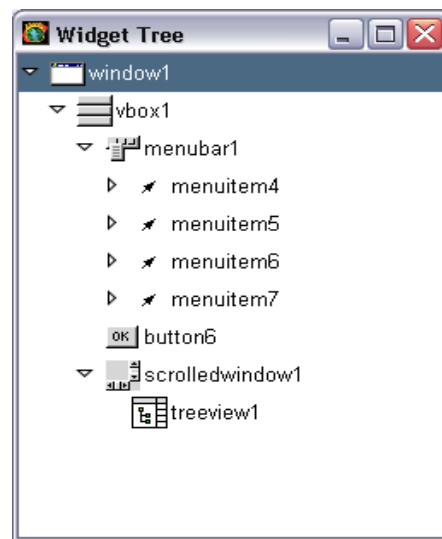 Widget Tree
window1
vbox1
menubar1
menuitem4
menuitem5
menuitem6
menuitem7
OK button6
scrolledwindow1
treeview1